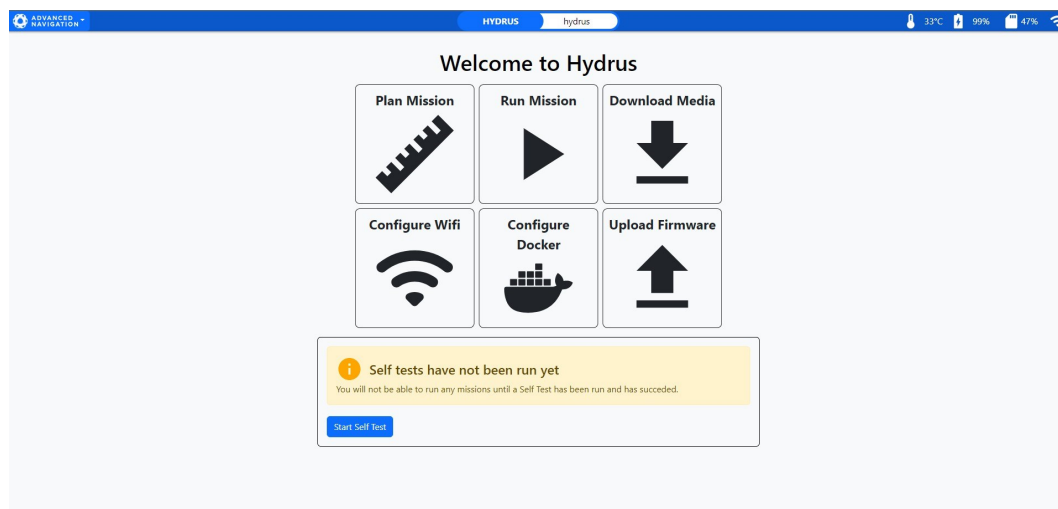 ADVANCED
NAVIGATION
HYDRUS hydrus
33°C 99% 47%
Welcome to Hydrus
Plan Mission
Run Mission
Download Media
Configure Wifi
Configure
Docker
Upload Firmware
Self tests have not been run yet
You will not be able to run any missions until a Self Test has been run and has succeded.
Start Self Test